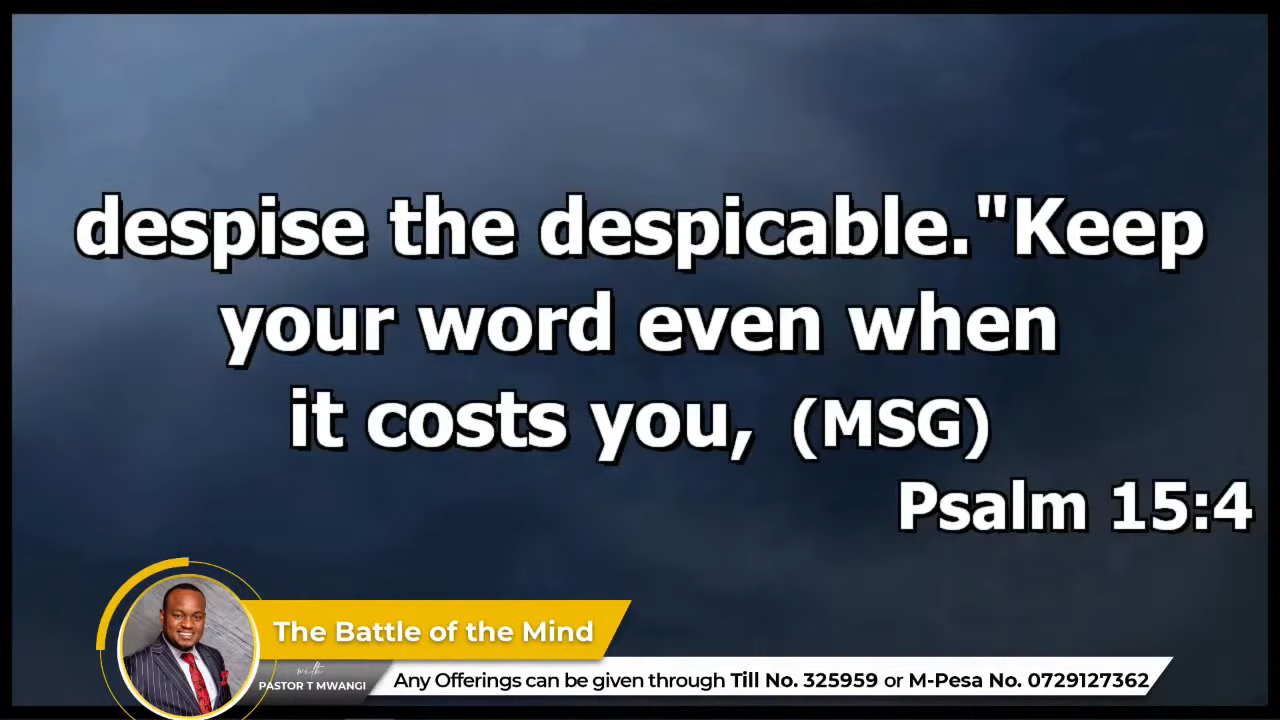 despise the despicable."Keep
your word even when
it costs you, (MSG)
Psalm 15:4
The Battle of the Mind
with
PASTOR T MWANGI
Any Offerings can be given through Till No. 325959 or M-Pesa No. 0729127362